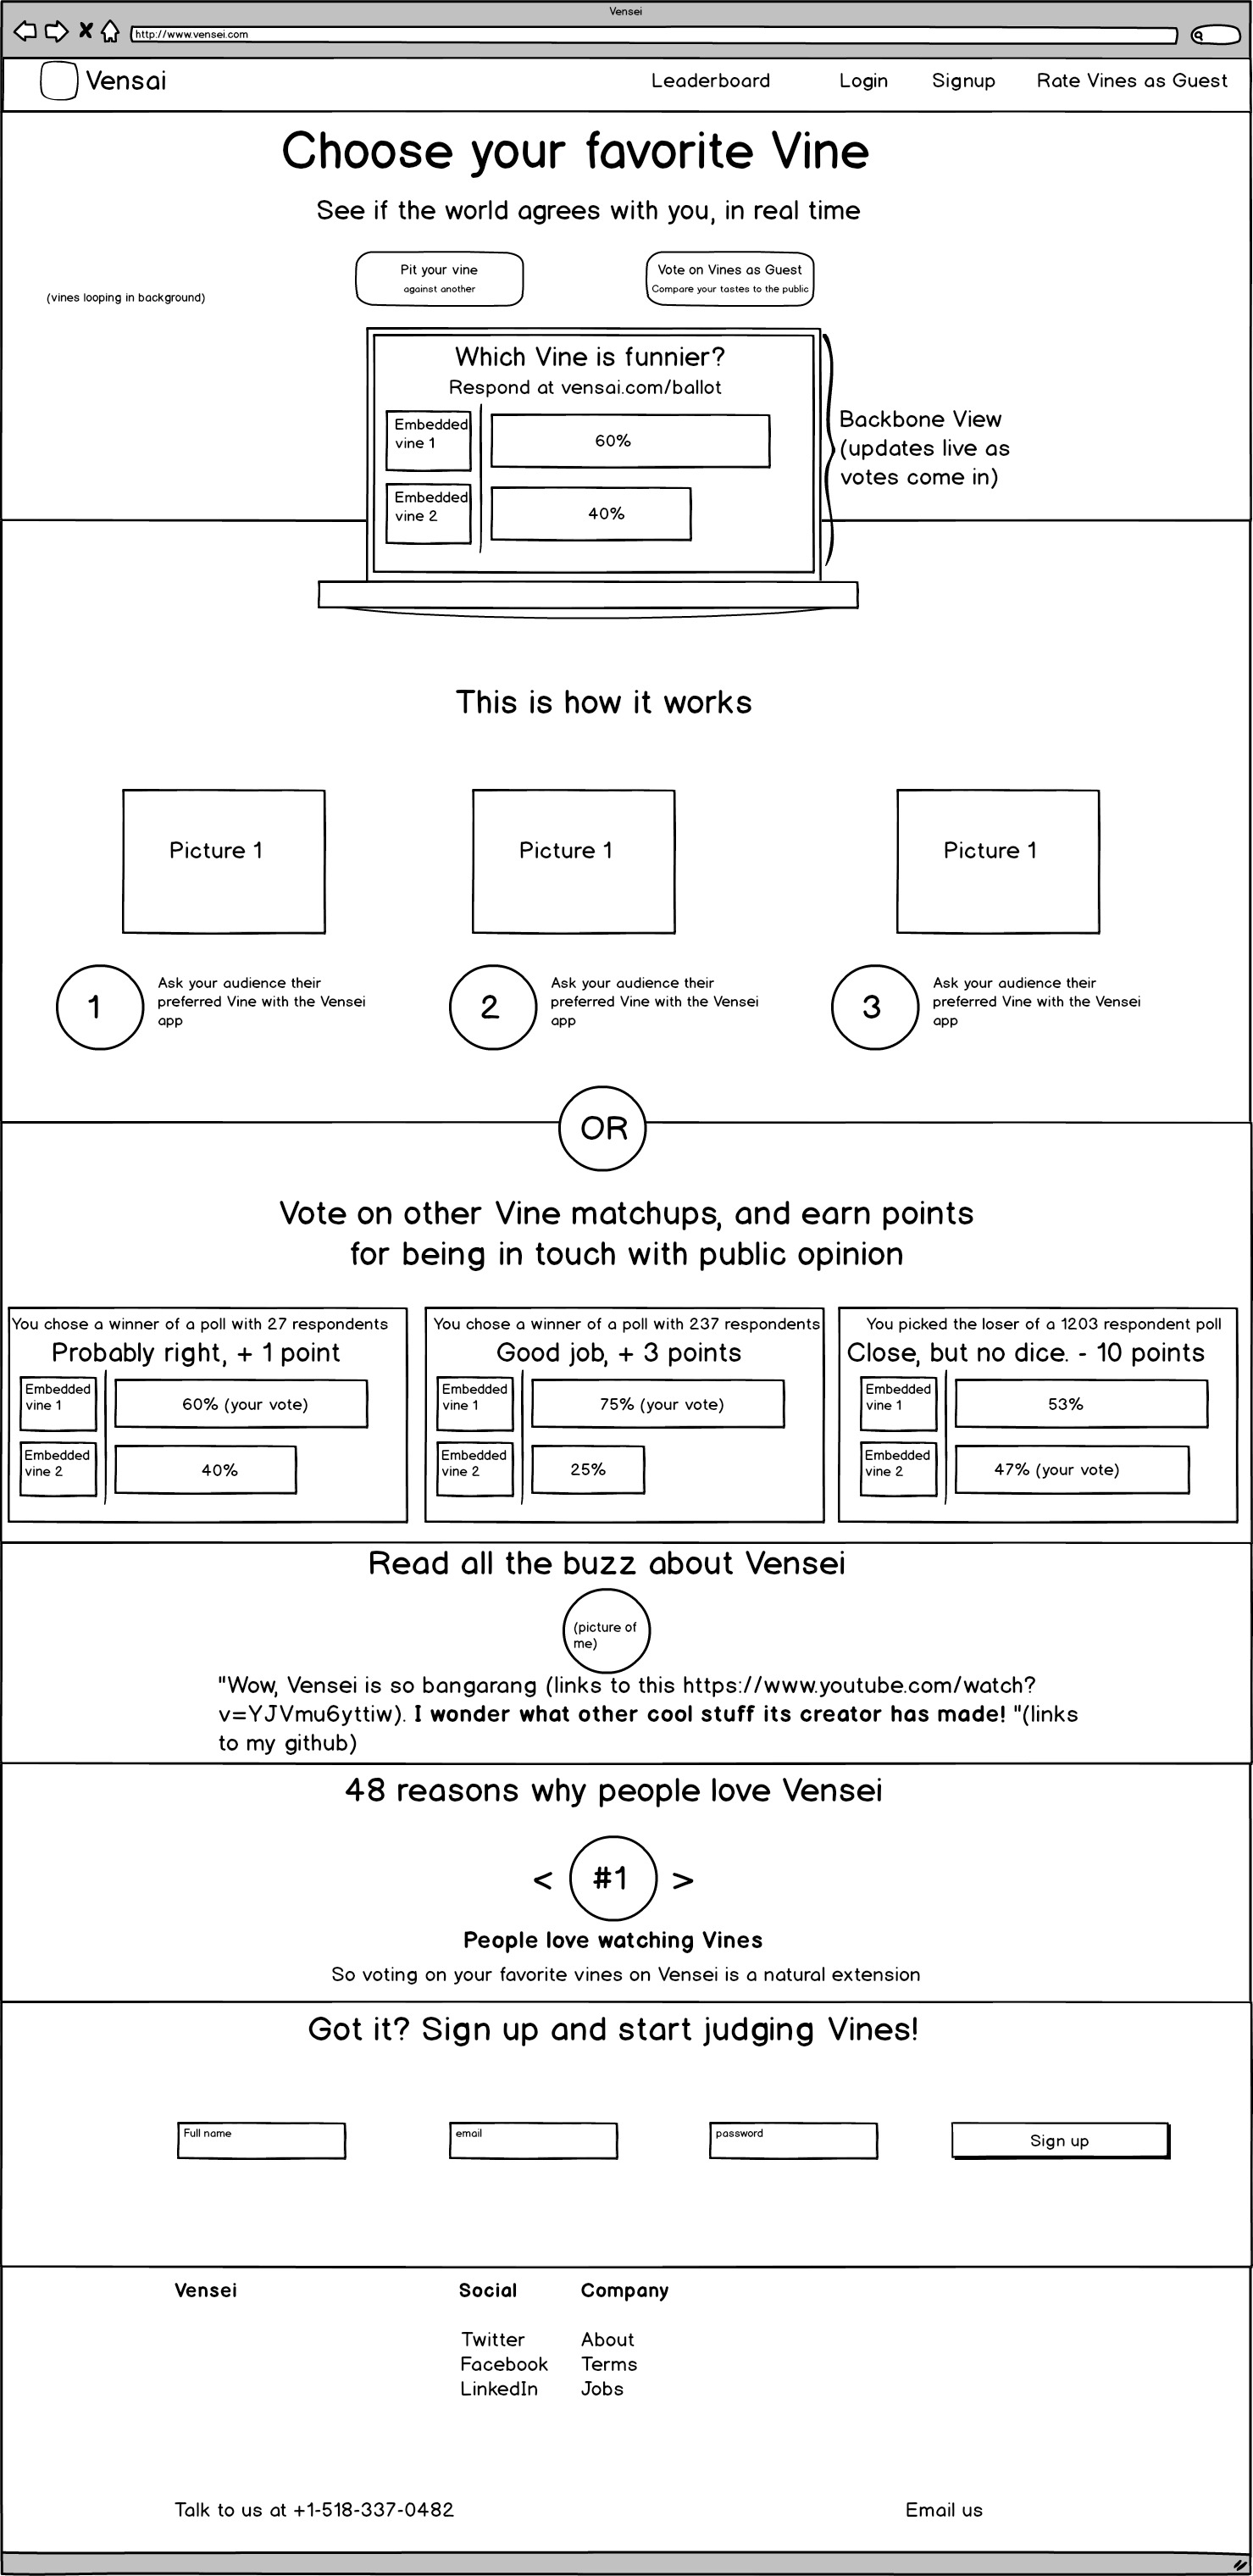 Vensei
http://www.vensei.com
Vensai
Leaderboard
Login
Signup
Rate Vines as Guest
Choose your favorite Vine
See if the world agrees with you, in real time
Pit your vine
against another
Vote on Vines as Guest
Compare your tastes to the public
(vines looping in background)
Which Vine is funnier?
Respond at vensai.com/ballot
Embedded
vine 1
60%
Embedded
vine 2
40%
Backbone View
(updates live as
votes come in)
This is how it works
Picture 1
Picture 1
Picture 1
1
Ask your audience their
preferred Vine with the Vensei
app
2
Ask your audience their
preferred Vine with the Vensei
app
3
Ask your audience their
preferred Vine with the Vensei
app
OR
Vote on other Vine matchups, and earn points
for being in touch with public opinion
You chose a winner of a poll with 27 respondents
Probably right, + 1 point
Embedded
vine 1
60% (your vote)
Embedded
vine 2
40%
You chose a winner of a poll with 237 respondents
Good job, + 3 points
Embedded
vine 1
75% (your vote)
Embedded
vine 2
25%
You picked the loser of a 1203 respondent poll
Close, but no dice. - 10 points
Embedded
vine 1
53%
Embedded
vine 2
47% (your vote)
Read all the buzz about Vensei
(picture of
me)
"Wow, Vensei is so bangarang (links to this https://www.youtube.com/watch?
v=YJVmu6yttiw). I wonder what other cool stuff its creator has made! "(links
to my github)
48 reasons why people love Vensei
< #1 >
People love watching Vines
So voting on your favorite vines on Vensei is a natural extension
Got it? Sign up and start judging Vines!
Full name
email
password
Sign up
Vensei
Social
Twitter
Facebook
LinkedIn
Company
About
Terms
Jobs
Talk to us at +1-518-337-0482
Email us